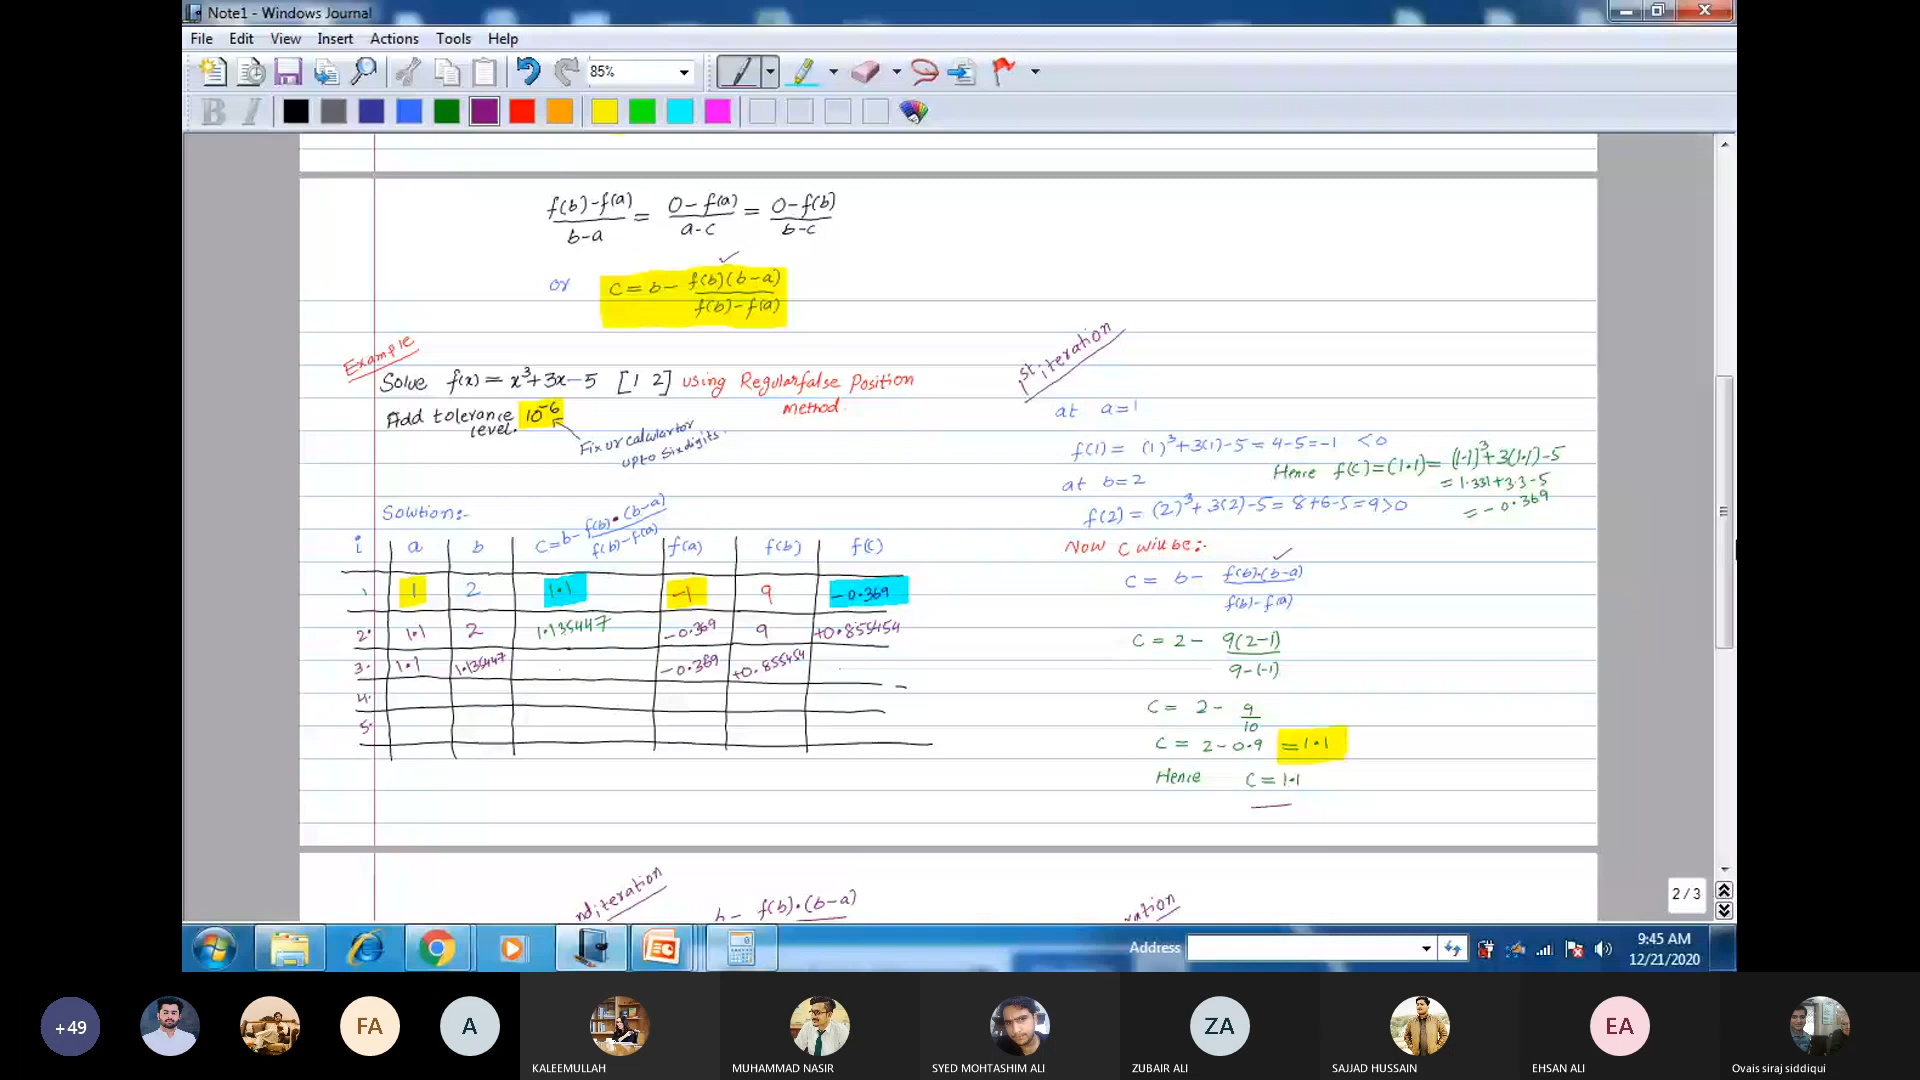 Note1 - Windows Journal
File Edit View Insert Actions Tools Help
85%
B I
f(b)-f(a) / b-a = 0-f(a) / a-c = 0-f(b) / b-c
or C = b - f(b)(b-a) / f(b)-f(a)
Example
Solve f(x) = x³+3x-5 [1 2] using Regularfalse Position
method.
Add tolerance 10⁻⁶
level.
Fix ur calculartor
upto six digits.
Solution:-
i a b C=b- f(b)•(b-a) / f(b)-f(a) f(a) f(b) f(c)
1 1 2 1.1 -1 9 -0.369
2. 1.1 2 1.135447 -0.369 9 +0.855454
3. 1.1 1.135447 -0.369 +0.855454
4.
5.
1st iteration
at a=1
f(1) = (1)³+3(1)-5 = 4-5=-1 <0
at b=2
f(2) = (2)³+3(2)-5 = 8+6-5=9>0
Hence f(c)=(1.1)= (1.1)³+3(1.1)-5
= 1.331+3.3-5
= -0.369
Now C will be:-
C = b - f(b)•(b-a) / f(b)-f(a)
C = 2 - 9(2-1) / 9-(-1)
C = 2 - 9 / 10
C = 2-0.9 = 1.1
Hence C = 1.1
nd iteration
b - f(b)•(b-a)
ration
2 / 3
Address
9:45 AM
12/21/2020
+49
FA
A
KALEEMULLAH
MUHAMMAD NASIR
SYED MOHTASHIM ALI
ZA
ZUBAIR ALI
SAJJAD HUSSAIN
EA
EHSAN ALI
Ovais siraj siddiqui